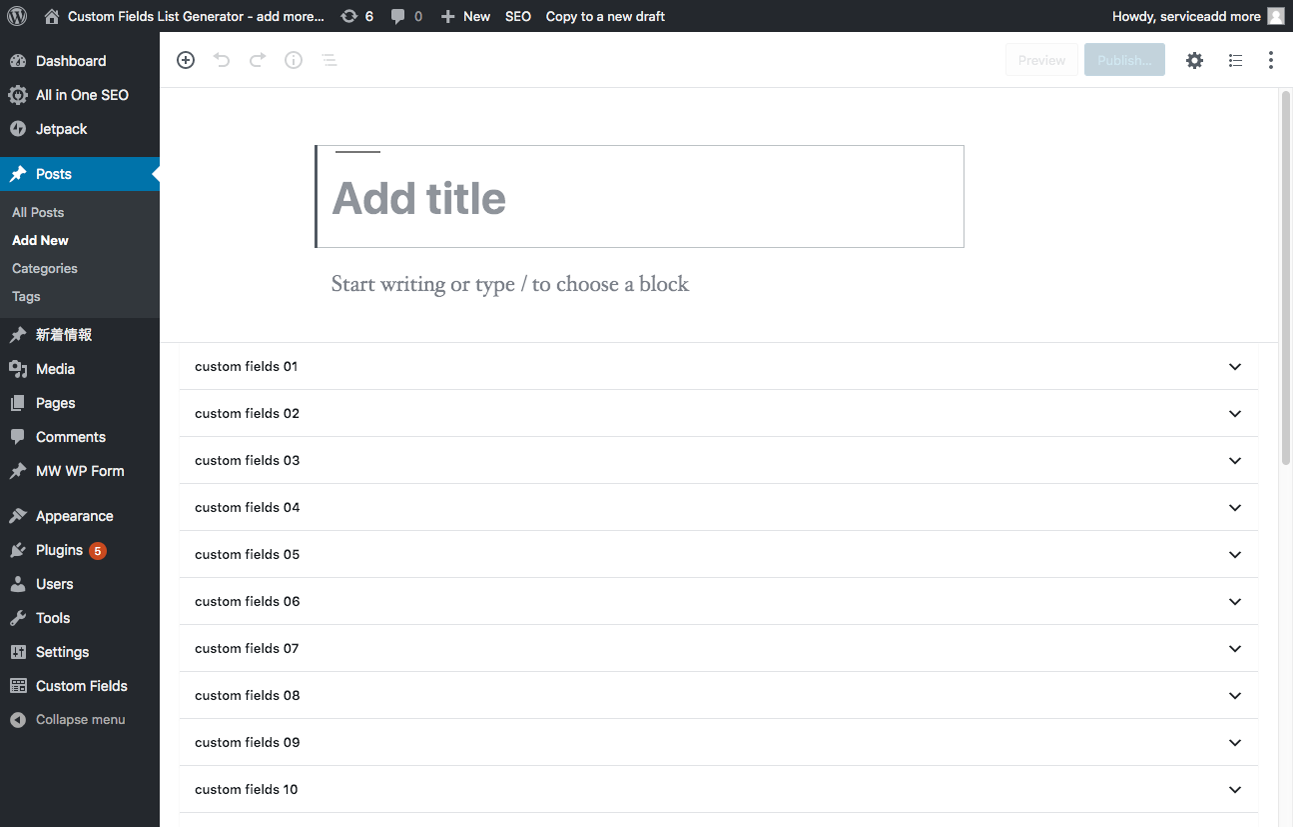 Custom Fields List Generator - add more... 6 0 New SEO Copy to a new draft Howdy, serviceadd more
Dashboard
All in One SEO
Jetpack
Posts
All Posts
Add New
Categories
Tags
新着情報
Media
Pages
Comments
MW WP Form
Appearance
Plugins 5
Users
Tools
Settings
Custom Fields
Collapse menu
Preview Publish...
Add title
Start writing or type / to choose a block
custom fields 01
custom fields 02
custom fields 03
custom fields 04
custom fields 05
custom fields 06
custom fields 07
custom fields 08
custom fields 09
custom fields 10